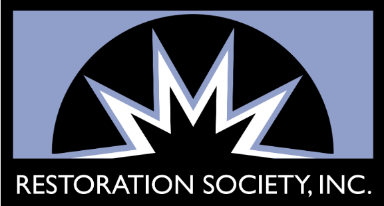 RESTORATION SOCIETY, INC.